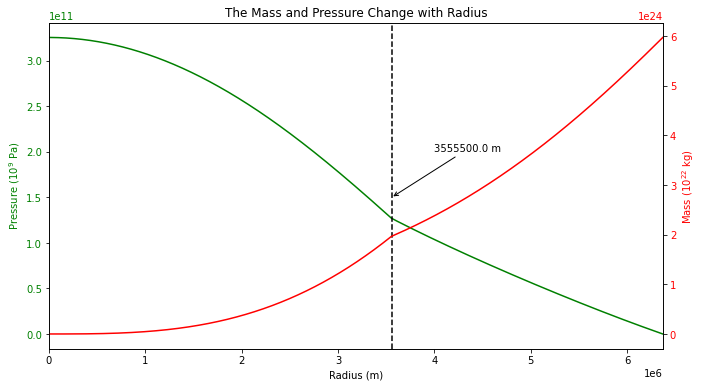 The Mass and Pressure Change with Radius
1e11
1e24
3.0
2.5
2.0
1.5
1.0
0.5
0.0
Pressure (10⁹ Pa)
3555500.0 m
6
5
4
3
2
1
0
Mass (10²² kg)
0 1 2 3 4 5 6
1e6
Radius (m)